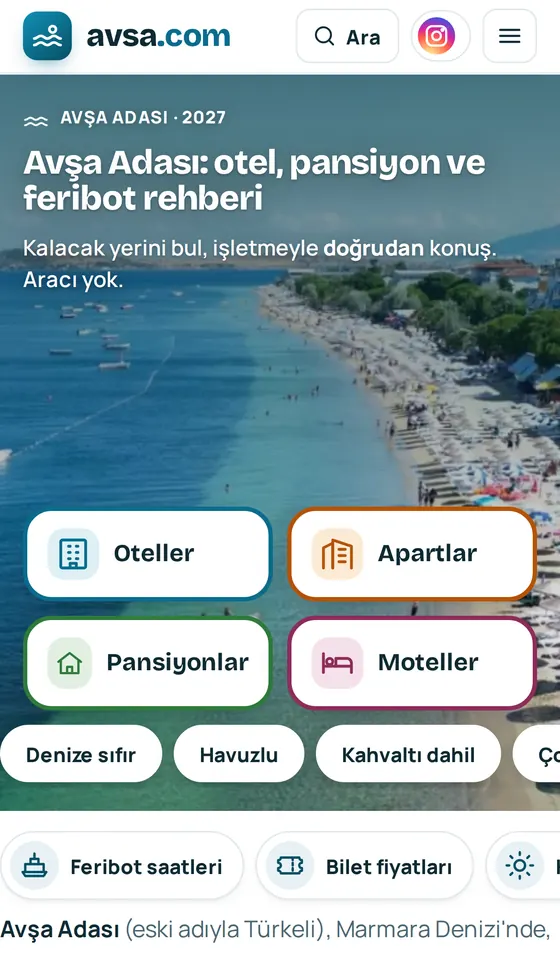 avsa.com
Ara
AVŞA ADASI · 2027
Avşa Adası: otel, pansiyon ve
feribot rehberi
Kalacak yerini bul, işletmeyle doğrudan konuş.
Aracı yok.
Oteller
Apartlar
Pansiyonlar
Moteller
Denize sıfır
Havuzlu
Kahvaltı dahil
Feribot saatleri
Bilet fiyatları
Avşa Adası (eski adıyla Türkeli), Marmara Denizi'nde,